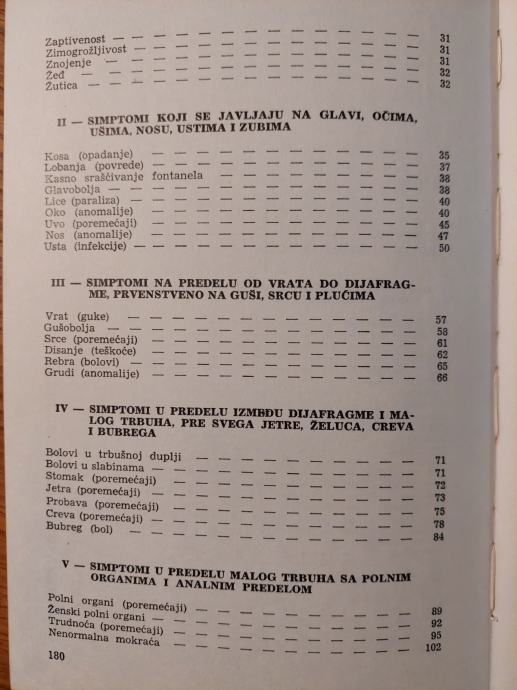 Zaptivenost — — — — — — — — — — — 31
Zimogrožljivost — — — — — — — — — — 31
Znojenje — — — — — — — — — — — — 31
Žeđ — — — — — — — — — — — — — 32
Žutica — — — — — — — — — — — — 32
II — SIMPTOMI KOJI SE JAVLJAJU NA GLAVI, OČIMA,
UŠIMA, NOSU, USTIMA I ZUBIMA
Kosa (opadanje) — — — — — — — — — — 35
Lobanja (povrede) — — — — — — — — — — 37
Kasno srašćivanje fontanela — — — — — — — 38
Glavobolja — — — — — — — — — — — — 38
Lice (paraliza) — — — — — — — — — — 40
Oko (anomalije) — — — — — — — — — — 40
Uvo (poremećaji) — — — — — — — — — — 45
Nos (anomalije) — — — — — — — — — — 47
Usta (infekcije) — — — — — — — — — — — 50
III — SIMPTOMI NA PREDELU OD VRATA DO DIJAFRAG-
ME, PRVENSTVENO NA GUŠI, SRCU I PLUĆIMA
Vrat (guke) — — — — — — — — — — — 57
Gušobolja — — — — — — — — — — — — 58
Srce (poremećaji) — — — — — — — — — — 61
Disanje (teškoće) — — — — — — — — — — 62
Rebra (bolovi) — — — — — — — — — — — 65
Grudi (anomalije) — — — — — — — — — — 66
IV — SIMPTOMI U PREDELU IZMBĐU DIJAFRAGME I MA-
LOG TRBUHA, PRE SVEGA JETRE, ŽELUCA, CREVA
I BUBREGA
Bolovi u trbušnoj duplji — — — — — — — — 71
Bolovi u slabinama — — — — — — — — — — 71
Stomak (poremećaji) — — — — — — — — — 72
Jetra (poremećaji) — — — — — — — — — — 73
Probava (poremećaji) — — — — — — — — — 75
Creva (poremećaji) — — — — — — — — — — 78
Bubreg (bol) — — — — — — — — — — — 84
V — SIMPTOMI U PREDELU MALOG TRBUHA SA POLNIM
ORGANIMA I ANALNIM PREDELOM
Polni organi (poremećaji) — — — — — — — — 89
Ženski polni organi — — — — — — — — — — 92
Trudnoća (poremećaji) — — — — — — — — — 95
Nenormalna mokraća — — — — — — — — — 102
180